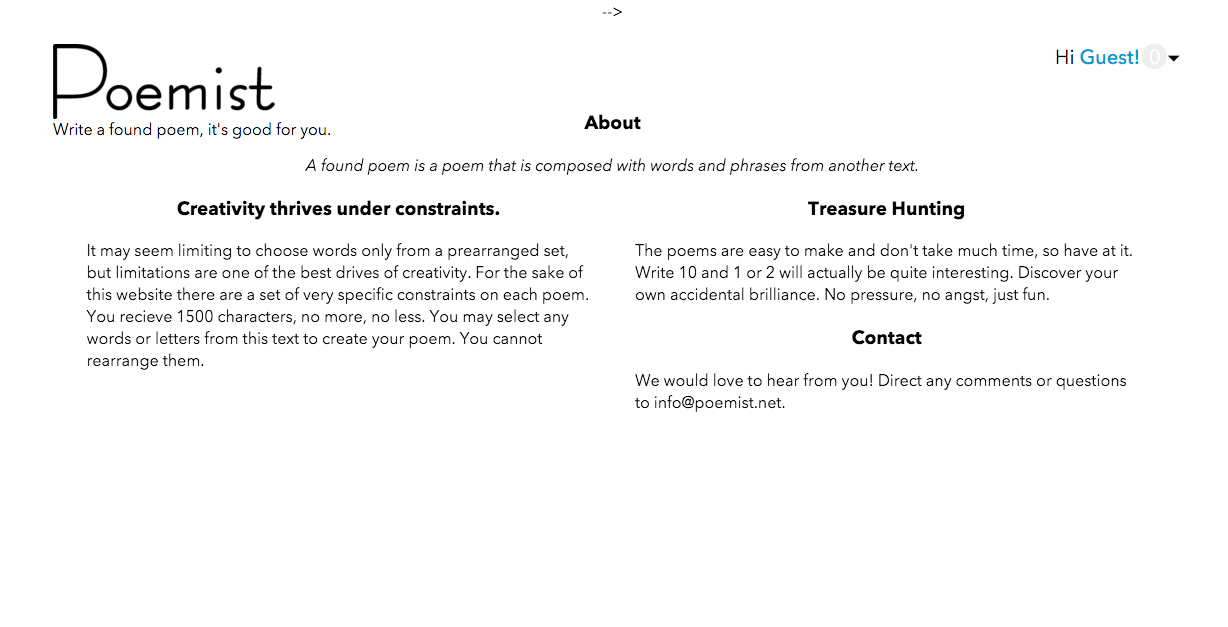 -->
Poemist
Hi Guest! 0
Write a found poem, it's good for you.
About
A found poem is a poem that is composed with words and phrases from another text.
Creativity thrives under constraints.
It may seem limiting to choose words only from a prearranged set,
but limitations are one of the best drives of creativity. For the sake of
this website there are a set of very specific constraints on each poem.
You recieve 1500 characters, no more, no less. You may select any
words or letters from this text to create your poem. You cannot
rearrange them.
Treasure Hunting
The poems are easy to make and don't take much time, so have at it.
Write 10 and 1 or 2 will actually be quite interesting. Discover your
own accidental brilliance. No pressure, no angst, just fun.
Contact
We would love to hear from you! Direct any comments or questions
to info@poemist.net.